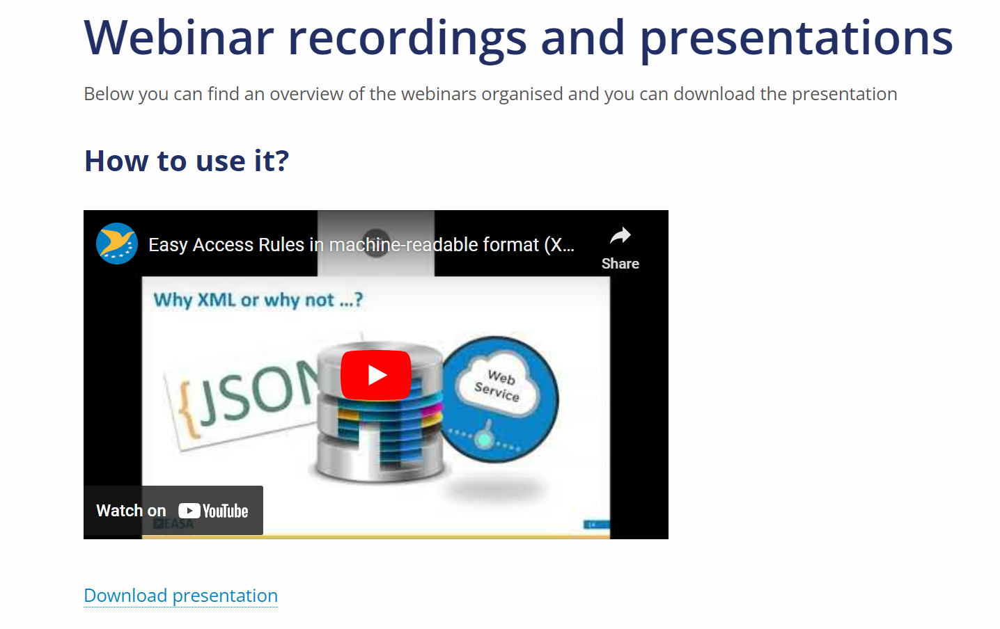 Webinar recordings and presentations
Below you can find an overview of the webinars organised and you can download the presentation
How to use it?
Easy Access Rules in machine-readable format (X...
Share
Why XML or why not ...?
{JSON
Web
Service
Watch on YouTube
EASA
Download presentation